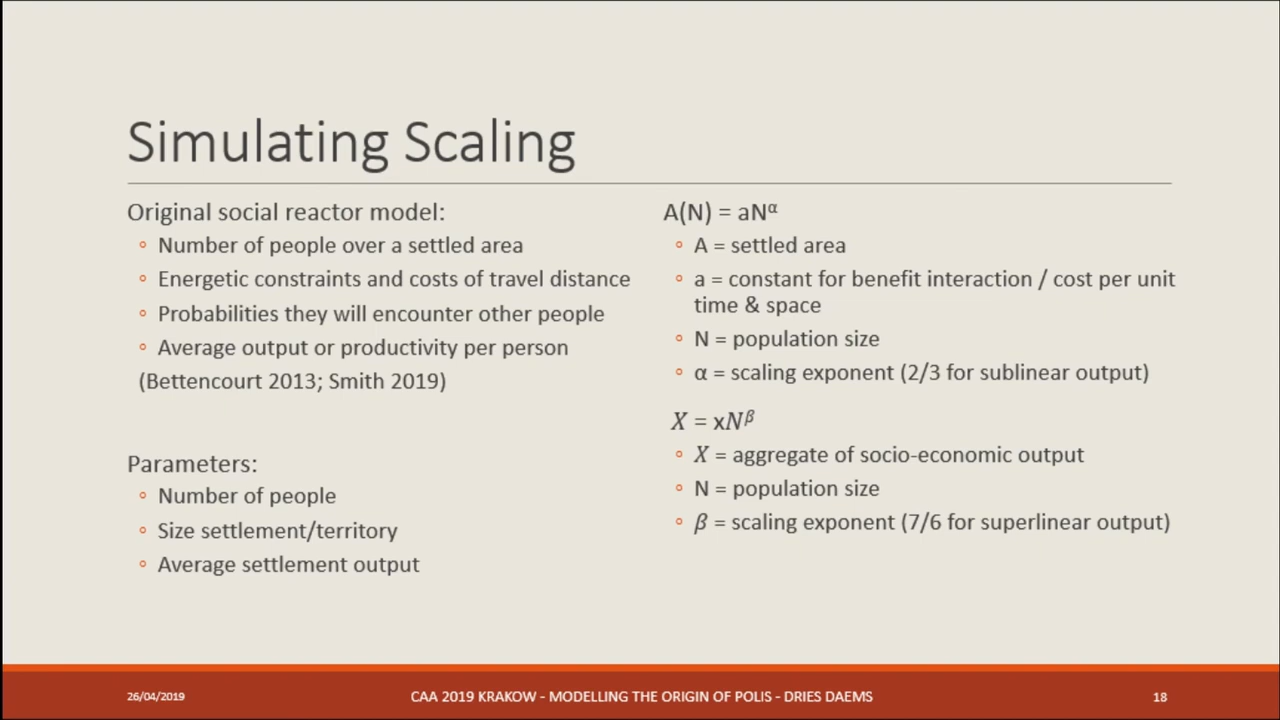 Simulating Scaling
Original social reactor model:
◦ Number of people over a settled area
◦ Energetic constraints and costs of travel distance
◦ Probabilities they will encounter other people
◦ Average output or productivity per person
(Bettencourt 2013; Smith 2019)
Parameters:
◦ Number of people
◦ Size settlement/territory
◦ Average settlement output
A(N) = aNᵅ
◦ A = settled area
◦ a = constant for benefit interaction / cost per unit
time & space
◦ N = population size
◦ α = scaling exponent (2/3 for sublinear output)
X = xNᵝ
◦ X = aggregate of socio-economic output
◦ N = population size
◦ β = scaling exponent (7/6 for superlinear output)
26/04/2019
CAA 2019 KRAKOW - MODELLING THE ORIGIN OF POLIS - DRIES DAEMS
18